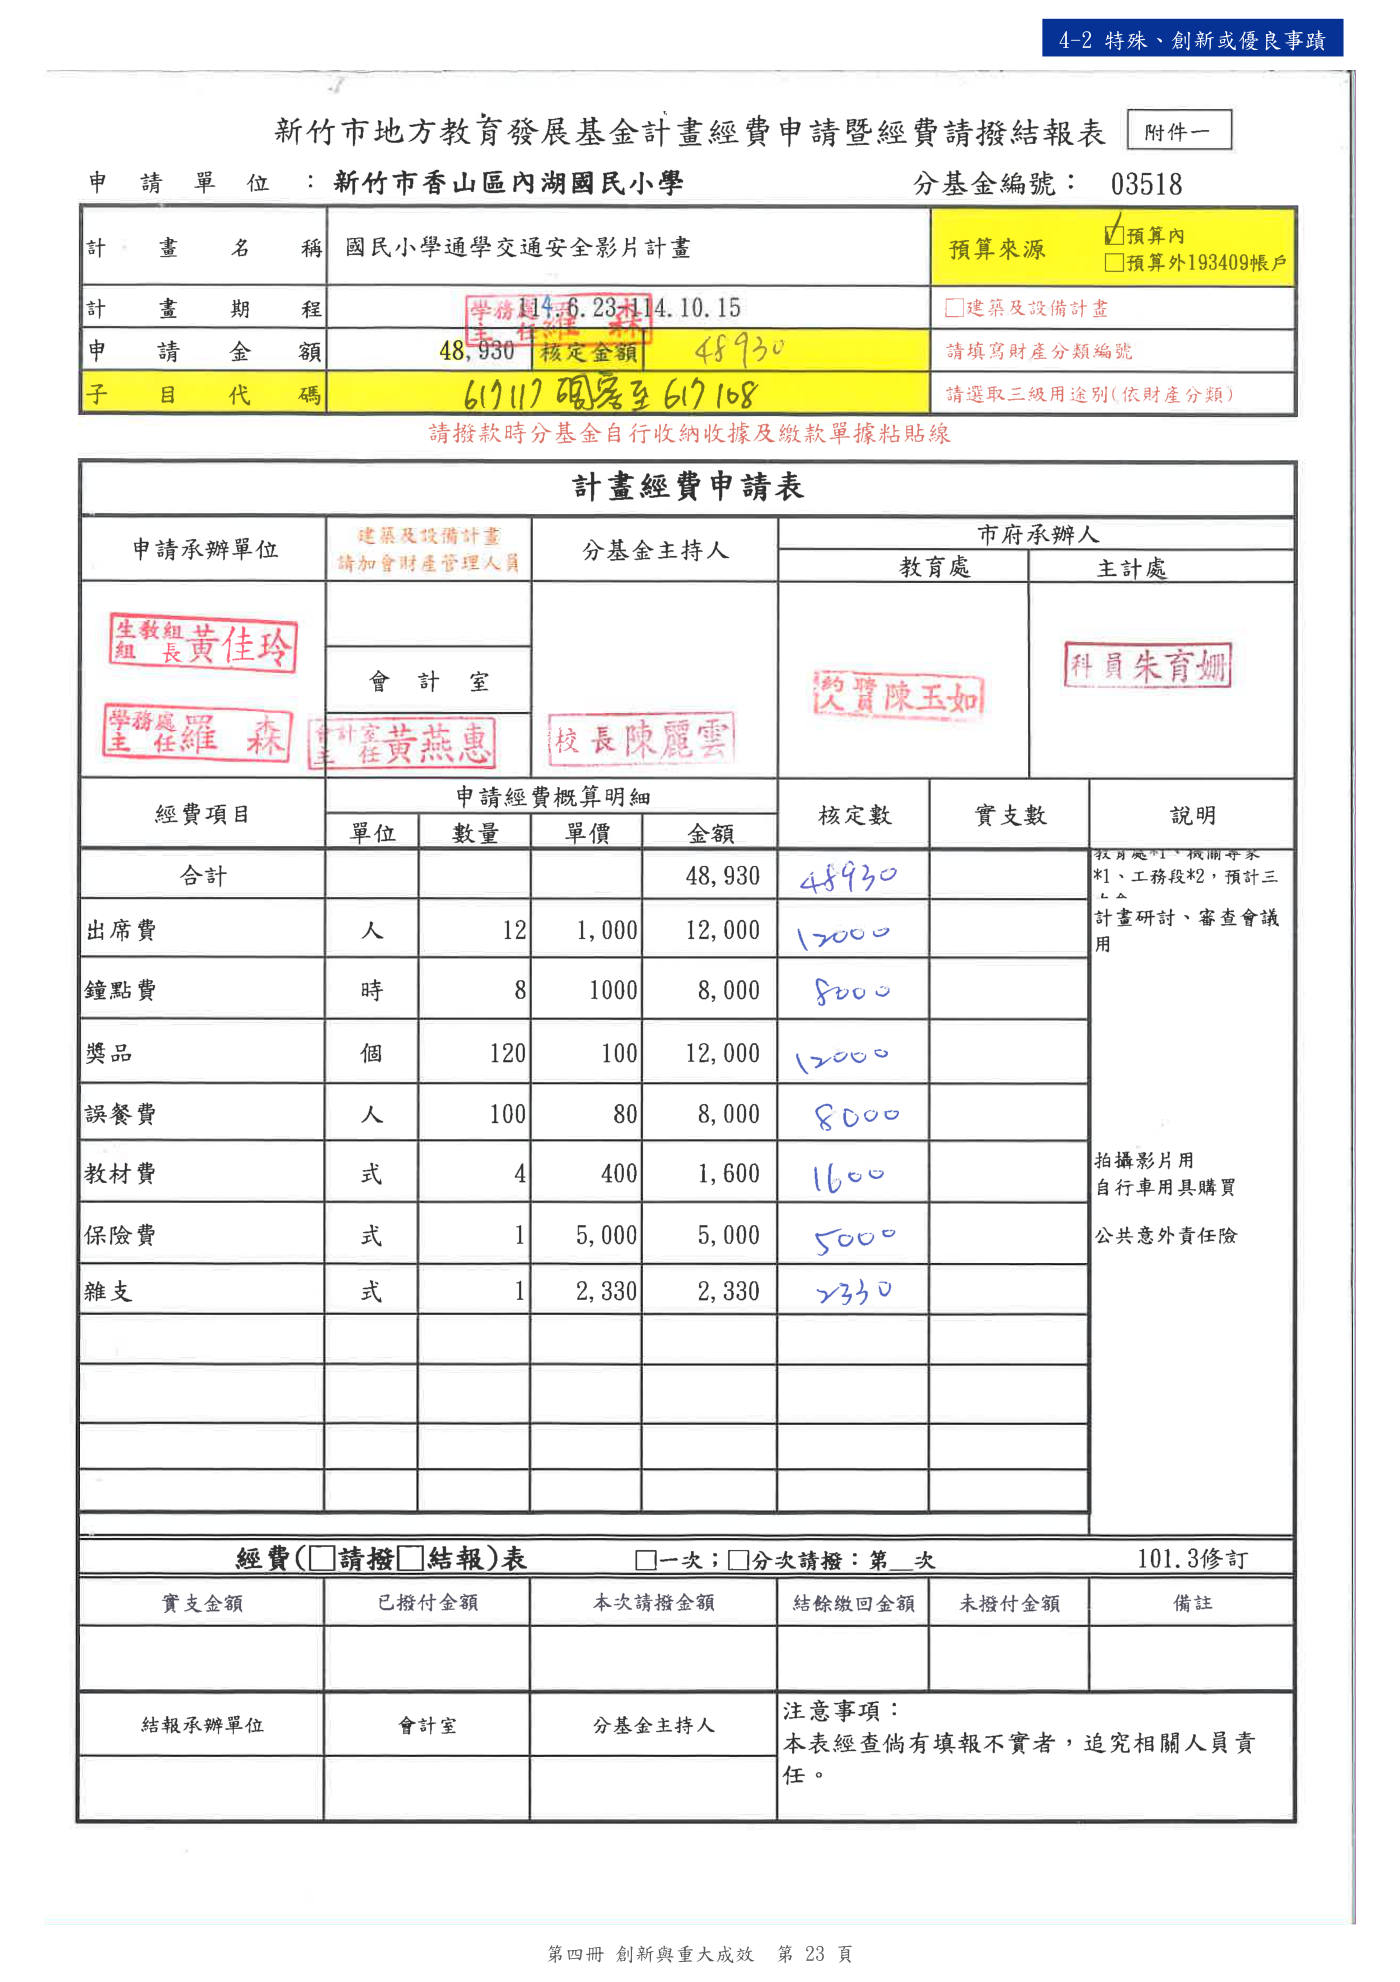 4-2 特殊、創新或優良事蹟
新竹市地方教育發展基金計畫經費申請暨經費請撥結報表 附件一
申請單位：新竹市香山區內湖國民小學 分基金編號： 03518
計畫名稱 國民小學通學交通安全影片計畫 預算來源 ☑預算內
□預算外193409帳戶
計畫期程 114.6.23-114.10.15 □建築及設備計畫
學務處主任羅森
申請金額 48,930 核定金額 48930 請填寫財產分類編號
子目代碼 617117 調容至 617108 請選取三級用途別(依財產分類)
請撥款時分基金自行收納收據及繳款單據粘貼線
計畫經費申請表
申請承辦單位 建築及設備計畫 分基金主持人 市府承辦人
請加會財產管理人員 教育處 主計處
生教組組長黃佳玲
會計室
科員朱育姍
約聘人員陳玉如
學務處主任羅森
會計室主任黃燕惠
校長陳麗雲
經費項目 申請經費概算明細 核定數 實支數 說明
單位 數量 單價 金額
合計 48,930 48930
教育處*1、機關專家
*1、工務段*2，預計三
出席費 人 12 1,000 12,000 12000 計畫研討、審查會議
用
鐘點費 時 8 1000 8,000 8000
獎品 個 120 100 12,000 12000
誤餐費 人 100 80 8,000 8000
教材費 式 4 400 1,600 1600 拍攝影片用
自行車用具購買
保險費 式 1 5,000 5,000 5000 公共意外責任險
雜支 式 1 2,330 2,330 2330
經費(□請撥□結報)表 □一次；□分次請撥：第__次 101.3修訂
實支金額 已撥付金額 本次請撥金額 結餘繳回金額 未撥付金額 備註
結報承辦單位 會計室 分基金主持人 注意事項：
本表經查倘有填報不實者，追究相關人員責
任。
第四冊 創新與重大成效 第 23 頁